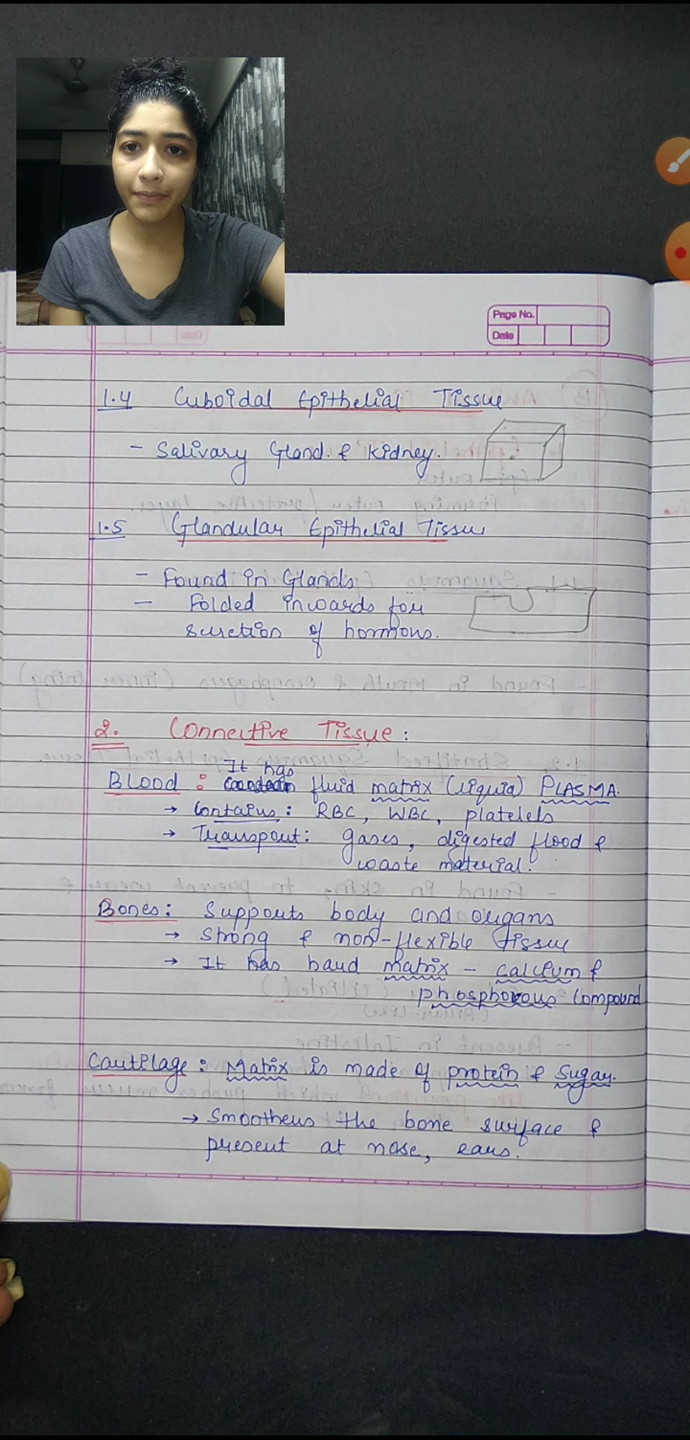 Page No.
Date
1.4 Cuboidal Epithelial Tissue
- Salivary Gland & Kidney.
1.5 Glandular Epithelial Tissue
- Found in Glands
- Folded inwards for
suretion of hormons.
2. Connective Tissue:
It has
Blood: fluid matrix (liquid) PLASMA.
→ Contains: RBC, WBC, platelets
→ Transport: gases, digested flood &
waste material.
Bones: Supports body and organs
→ Strong & non-flexible tissue
→ It has hard matrix - calcium &
phosphorous Compound
Cartilage: Matrix is made of protein & Sugar.
→ Smoothens the bone surface &
present at nose, ears.